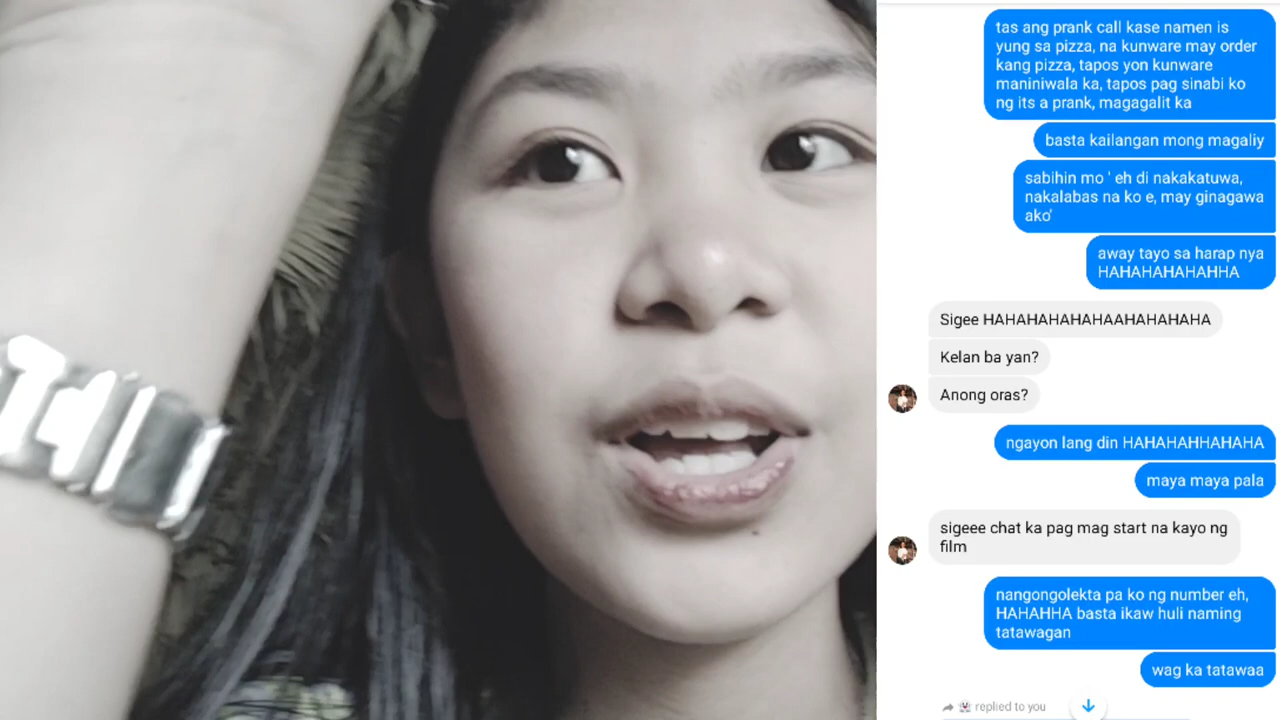 tas ang prank call kase namen is
yung sa pizza, na kunware may order
kang pizza, tapos yon kunware
maniniwala ka, tapos pag sinabi ko
ng its a prank, magagalit ka
basta kailangan mong magaliy
sabihin mo ' eh di nakakatuwa,
nakalabas na ko e, may ginagawa
ako'
away tayo sa harap nya
HAHAHAHAHAHHA
Sigee HAHAHAHAHAHAAHAHAHAHA
Kelan ba yan?
Anong oras?
ngayon lang din HAHAHAHHAHAHA
maya maya pala
sigeee chat ka pag mag start na kayo ng
film
nangongolekta pa ko ng number eh,
HAHAHHA basta ikaw huli naming
tatawagan
wag ka tatawaa
replied to you